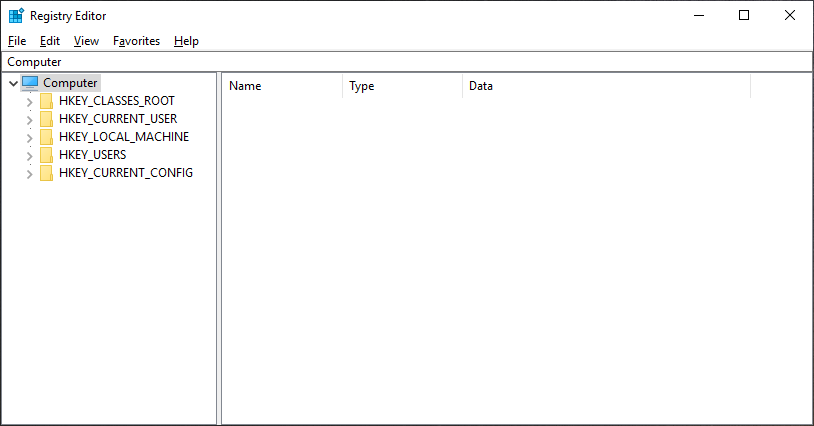 Registry Editor
File Edit View Favorites Help
Computer
Computer
HKEY_CLASSES_ROOT
HKEY_CURRENT_USER
HKEY_LOCAL_MACHINE
HKEY_USERS
HKEY_CURRENT_CONFIG
Name Type Data